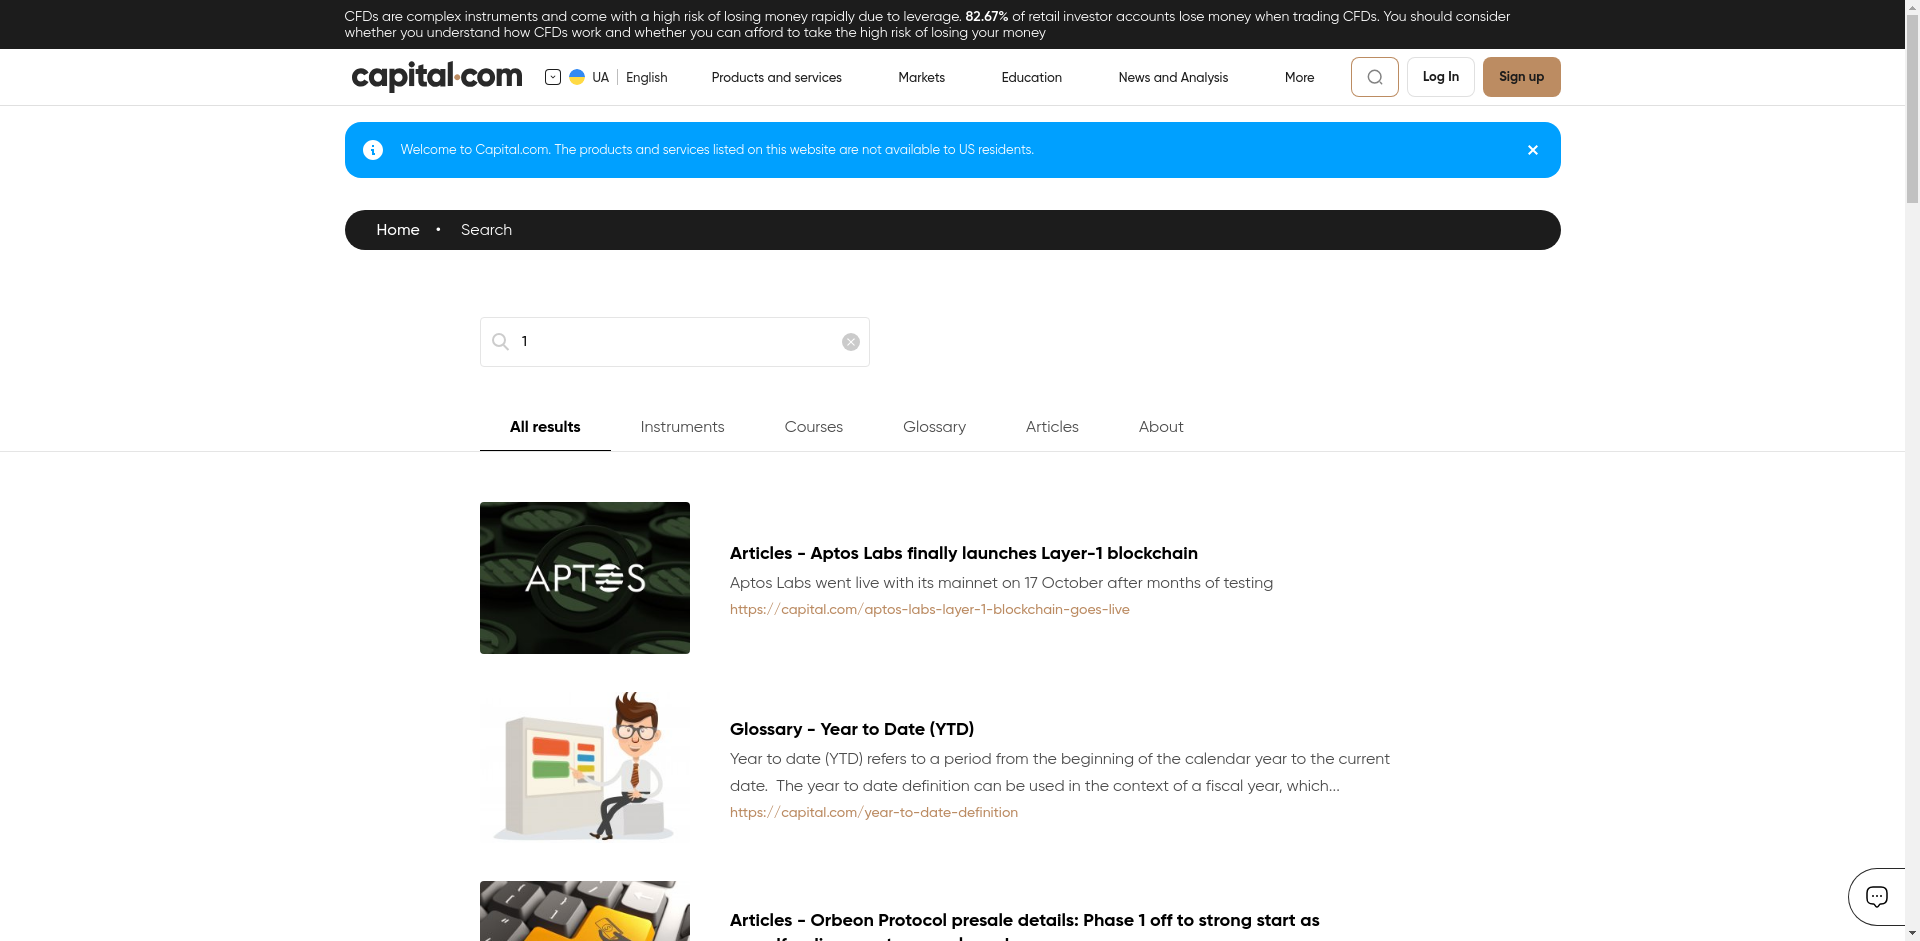 CFDs are complex instruments and come with a high risk of losing money rapidly due to leverage. 82.67% of retail investor accounts lose money when trading CFDs. You should consider
whether you understand how CFDs work and whether you can afford to take the high risk of losing your money
capital.com
UA English
Products and services
Markets
Education
News and Analysis
More
Log In
Sign up
Welcome to Capital.com. The products and services listed on this website are not available to US residents.
Home • Search
1
All results
Instruments
Courses
Glossary
Articles
About
APTOS
Articles - Aptos Labs finally launches Layer-1 blockchain
Aptos Labs went live with its mainnet on 17 October after months of testing
https://capital.com/aptos-labs-layer-1-blockchain-goes-live
Glossary - Year to Date (YTD)
Year to date (YTD) refers to a period from the beginning of the calendar year to the current
date.  The year to date definition can be used in the context of a fiscal year, which...
https://capital.com/year-to-date-definition
Articles - Orbeon Protocol presale details: Phase 1 off to strong start as